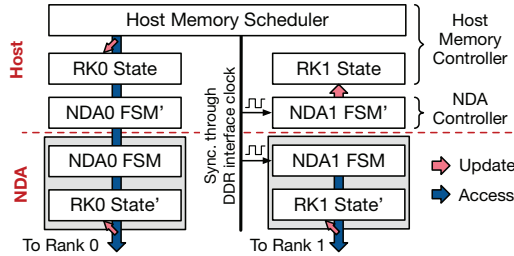 Host Memory Scheduler
Host
Memory
Controller
Host
RK0 State
RK1 State
NDA0 FSM'
NDA1 FSM'
NDA
Controller
Sync. through
DDR interface clock
NDA
NDA0 FSM
NDA1 FSM
Update
RK0 State'
RK1 State'
Access
To Rank 0
To Rank 1